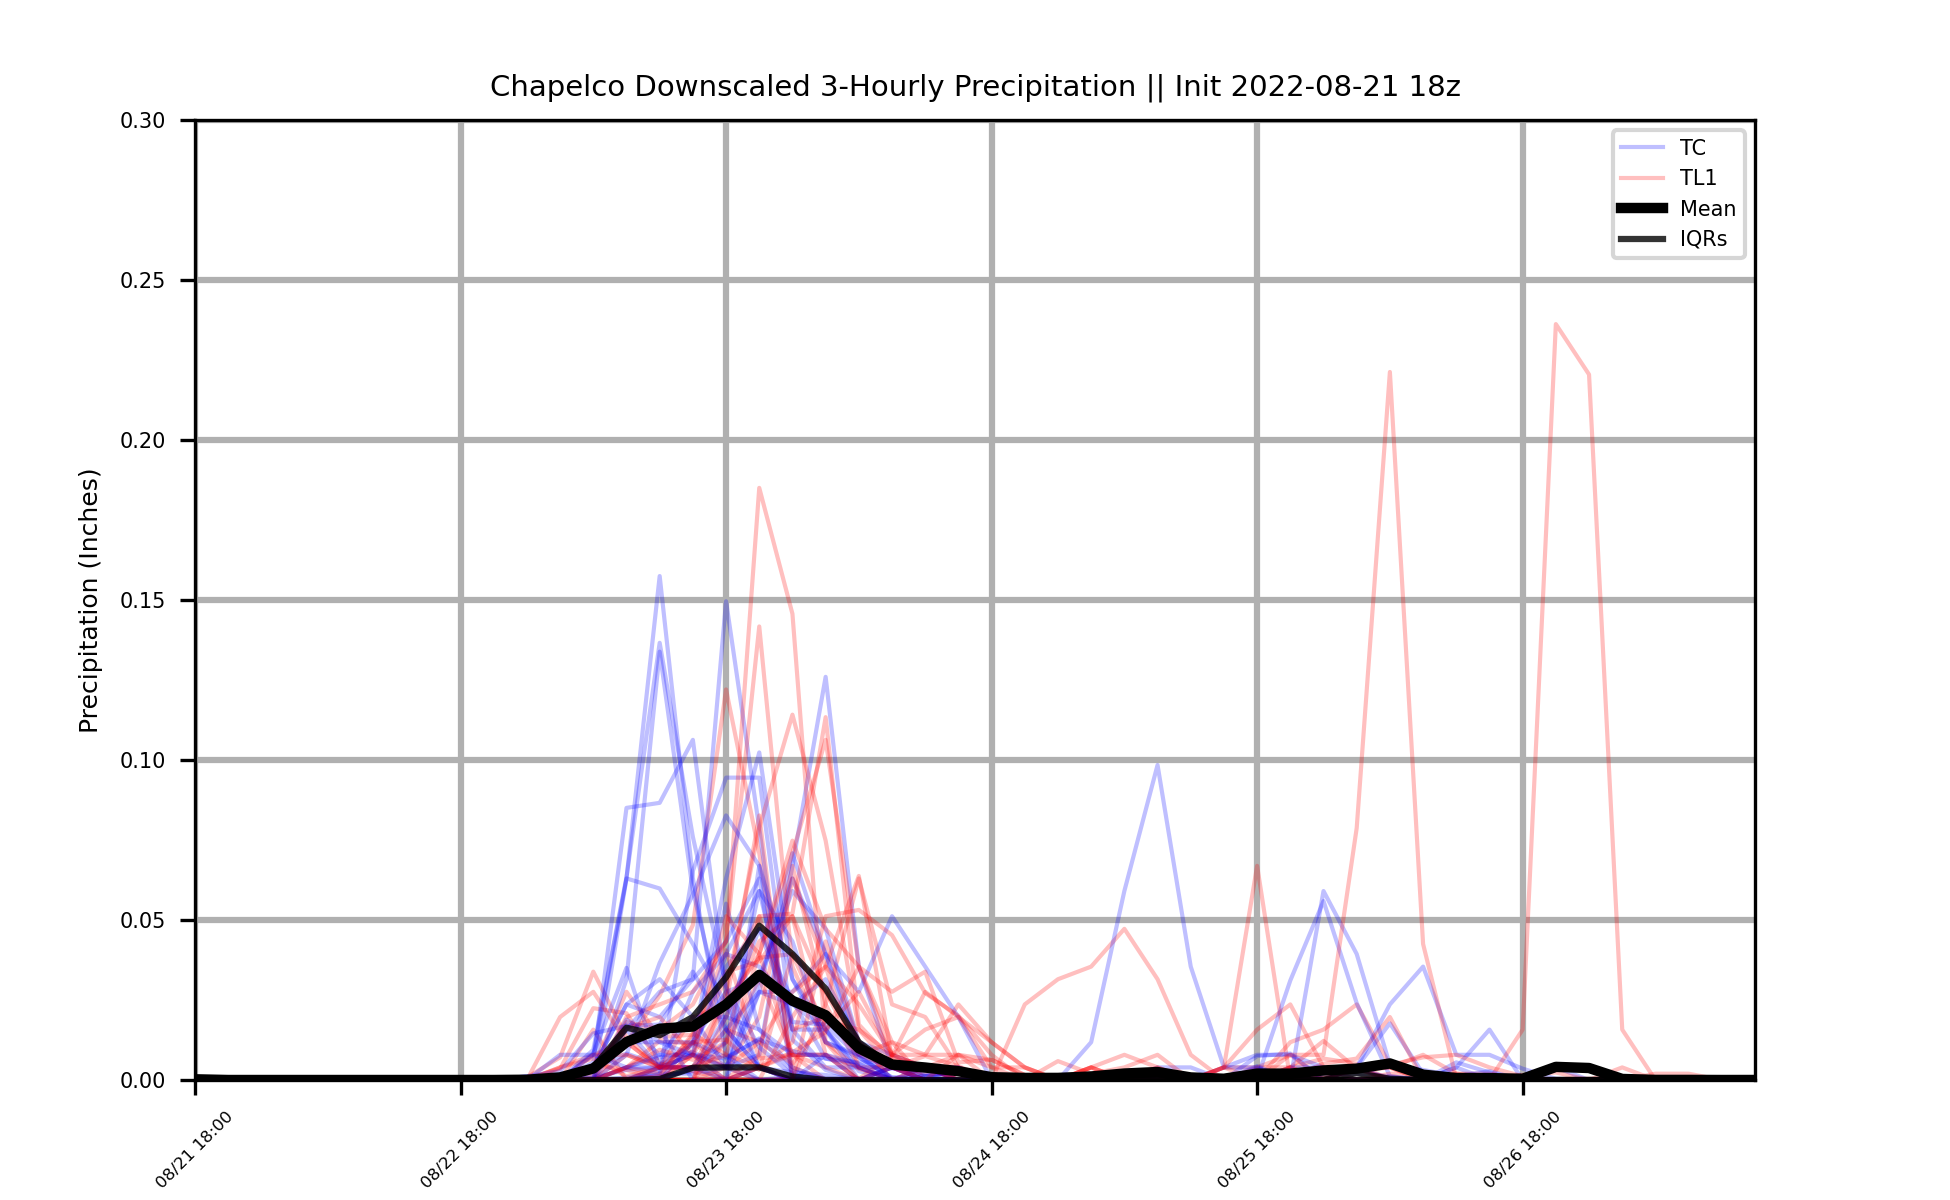 Chapelco Downscaled 3-Hourly Precipitation || Init 2022-08-21 18z
TC
TL1
Mean
IQRs
Precipitation (Inches)
0.30
0.25
0.20
0.15
0.10
0.05
0.00
08/21 18:00
08/22 18:00
08/23 18:00
08/24 18:00
08/25 18:00
08/26 18:00